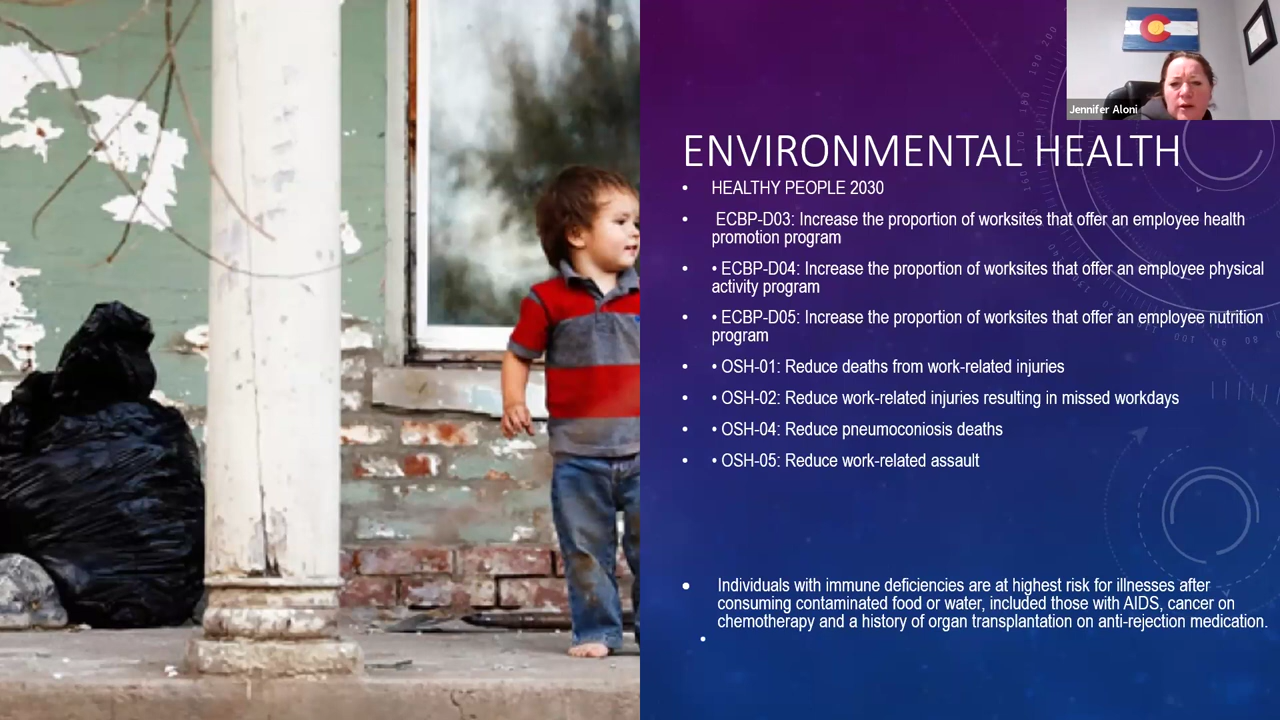 Jennifer Aloni
ENVIRONMENTAL HEALTH
• HEALTHY PEOPLE 2030
• ECBP-D03: Increase the proportion of worksites that offer an employee health
promotion program
• • ECBP-D04: Increase the proportion of worksites that offer an employee physical
activity program
• • ECBP-D05: Increase the proportion of worksites that offer an employee nutrition
program
• • OSH-01: Reduce deaths from work-related injuries
• • OSH-02: Reduce work-related injuries resulting in missed workdays
• • OSH-04: Reduce pneumoconiosis deaths
• • OSH-05: Reduce work-related assault
• Individuals with immune deficiencies are at highest risk for illnesses after
consuming contaminated food or water, included those with AIDS, cancer on
chemotherapy and a history of organ transplantation on anti-rejection medication.
•